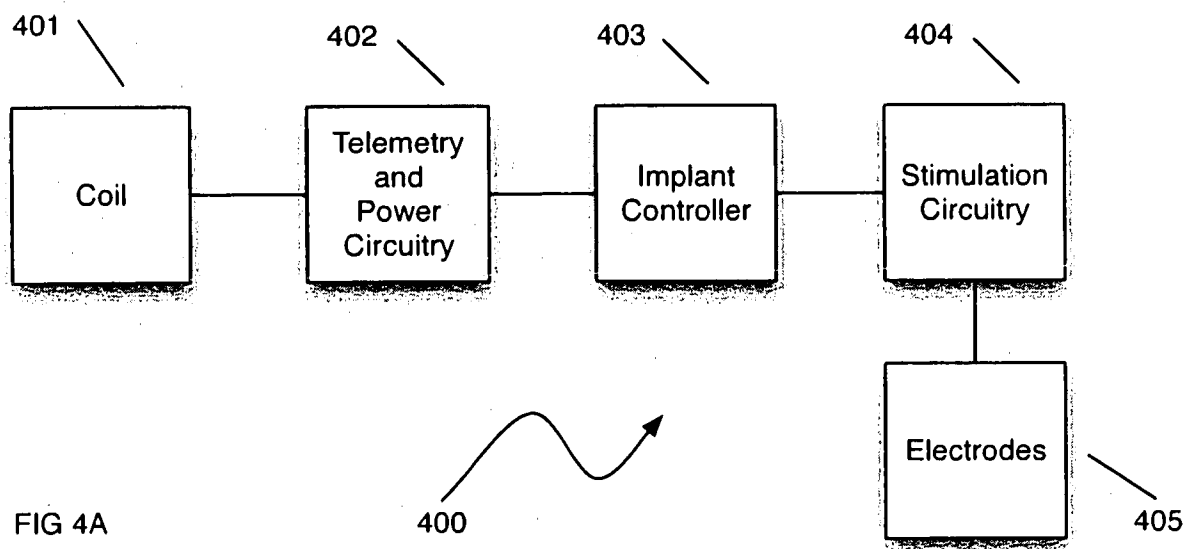 401
402
403
404
Coil
Telemetry
and
Power
Circuitry
Implant
Controller
Stimulation
Circuitry
Electrodes
FIG 4A
400
405